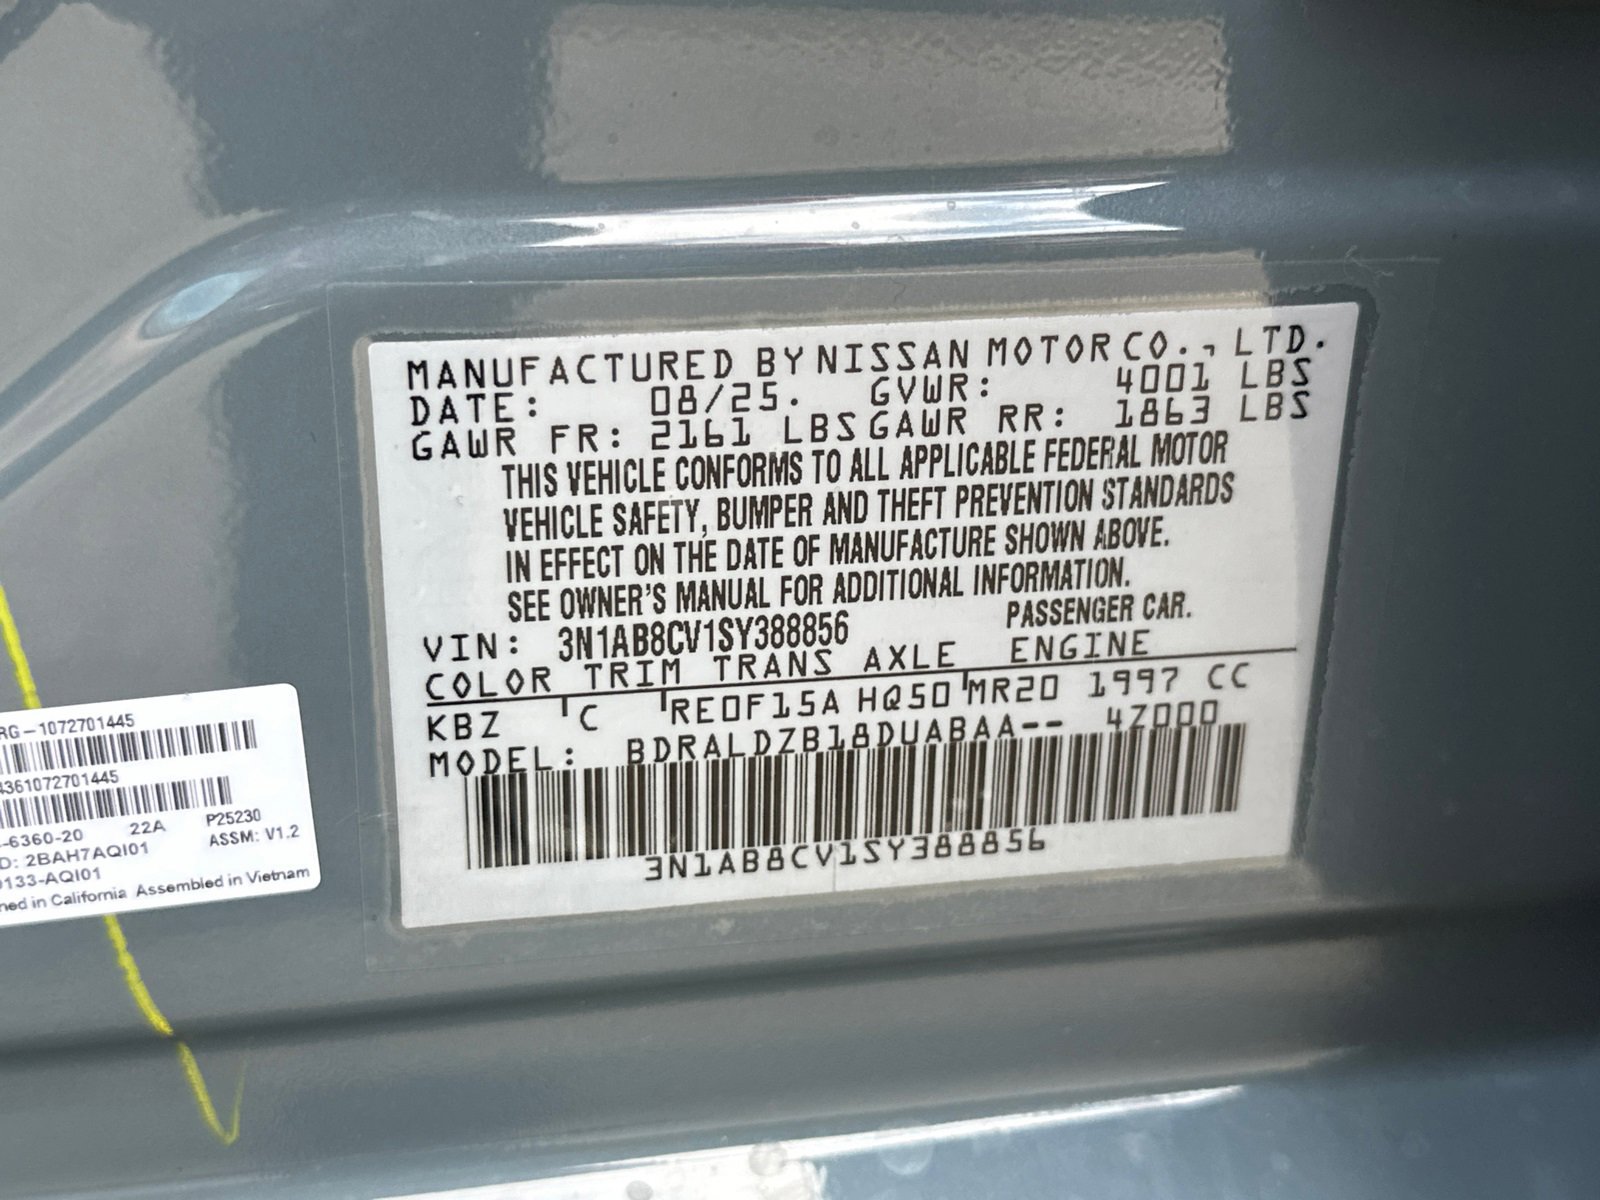 MANUFACTURED BY NISSAN MOTOR CO., LTD.
DATE: 08/25. GVWR: 4001 LBS
GAWR FR: 2161 LBS GAWR RR: 1863 LBS
THIS VEHICLE CONFORMS TO ALL APPLICABLE FEDERAL MOTOR
VEHICLE SAFETY, BUMPER AND THEFT PREVENTION STANDARDS
IN EFFECT ON THE DATE OF MANUFACTURE SHOWN ABOVE.
SEE OWNER'S MANUAL FOR ADDITIONAL INFORMATION.
PASSENGER CAR.
VIN: 3N1AB8CV1SY388856
COLOR TRIM TRANS AXLE ENGINE
KBZ C RE0F15A HQ50 MR20 1997 CC
MODEL: BDRALDZB18DUABAA-- 4Z000
3N1AB8CV1SY388856
RG-1072701445
4361072701445
-6360-20 22A P25230
D: 2BAH7AQI01 ASSM: V1.2
0133-AQI01
ned in California Assembled in Vietnam